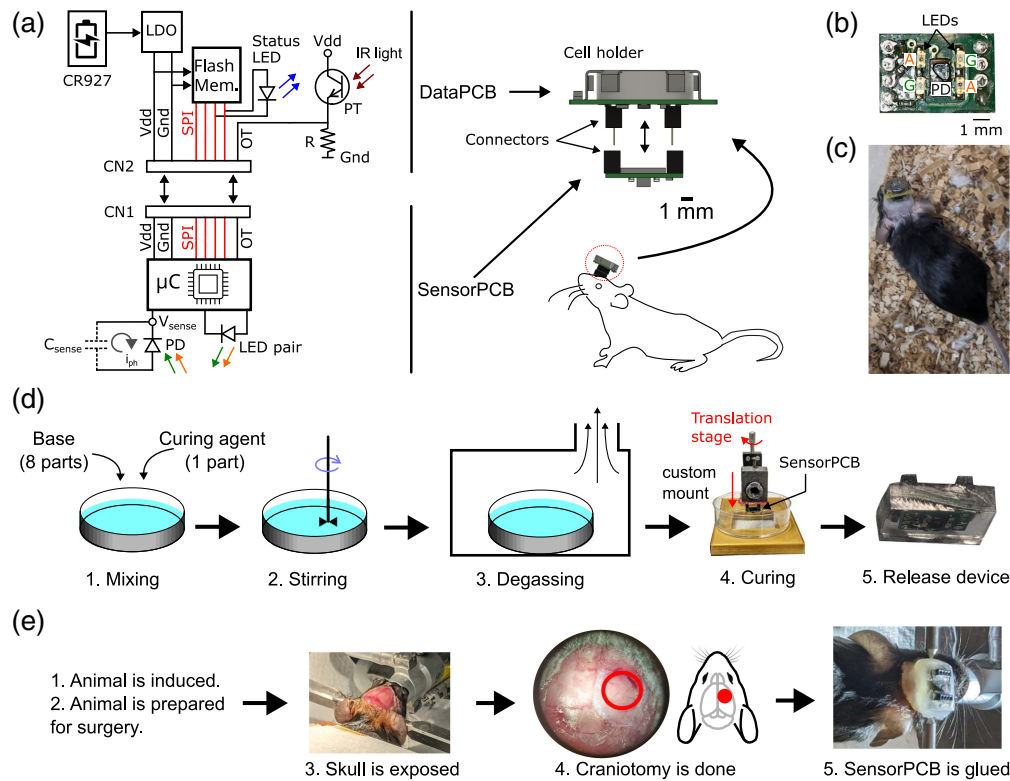 (a)
CR927
LDO
Flash
Mem.
Status
LED
Vdd
IR light
PT
R
Gnd
Vdd
Gnd
SPI
OT
CN2
CN1
Vdd
Gnd
SPI
OT
µC
Vsense
Csense
iph
PD
LED pair
DataPCB
Cell holder
Connectors
1 mm
SensorPCB
(b)
LEDs
A
G
G
PD
A
1 mm
(c)
(d)
Base
(8 parts)
Curing agent
(1 part)
1. Mixing
2. Stirring
3. Degassing
Translation
stage
custom
mount
SensorPCB
4. Curing
5. Release device
(e)
1. Animal is induced.
2. Animal is prepared
for surgery.
3. Skull is exposed
4. Craniotomy is done
5. SensorPCB is glued